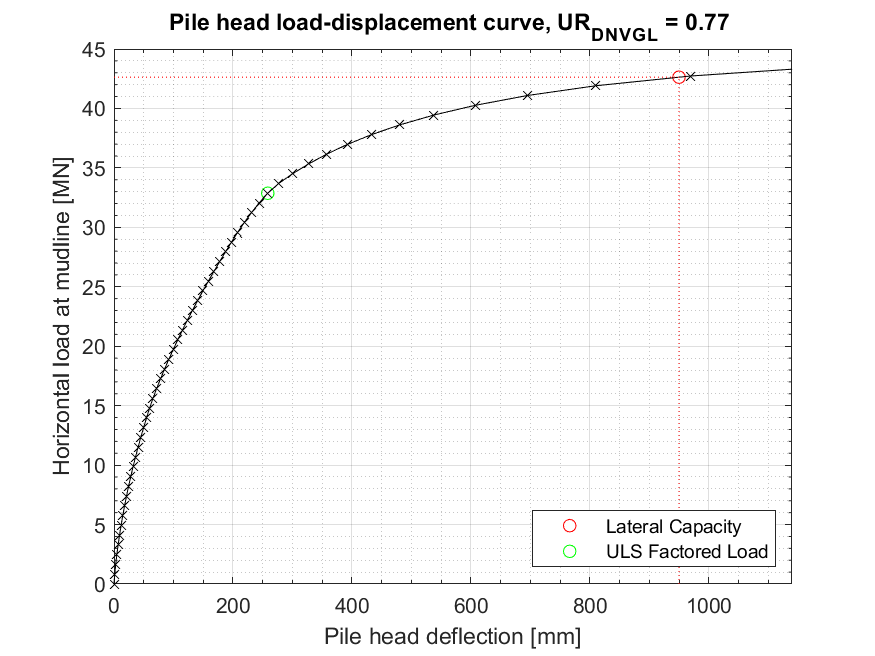 Pile head load-displacement curve, UR_DNVGL = 0.77
Horizontal load at mudline [MN]
45
40
35
30
25
20
15
10
5
0
0 200 400 600 800 1000
Pile head deflection [mm]
Lateral Capacity
ULS Factored Load